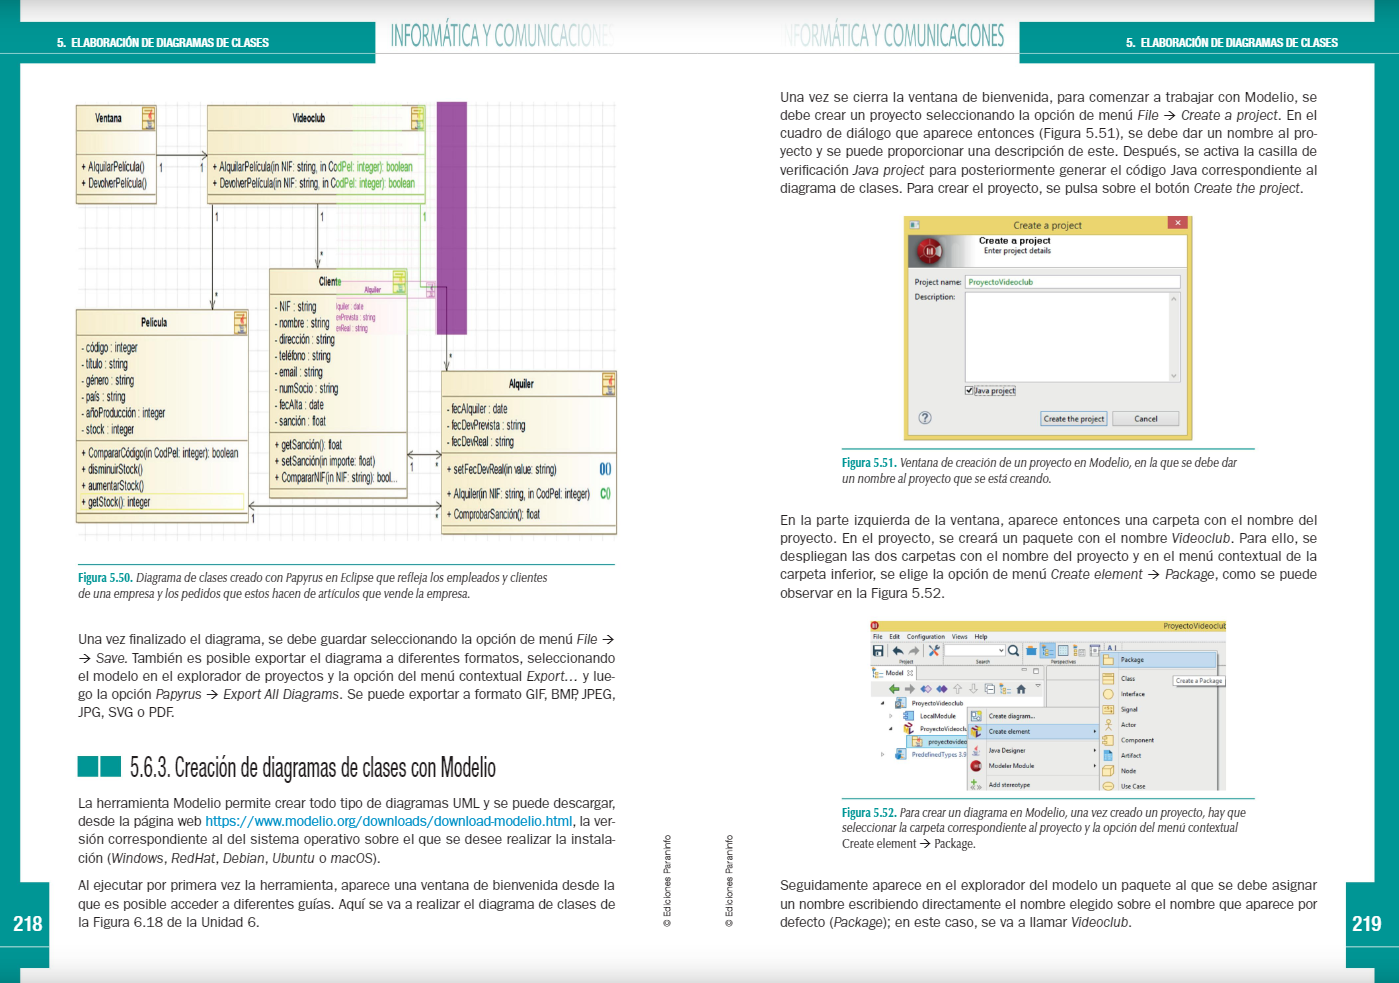 5. ELABORACIÓN DE DIAGRAMAS DE CLASES
INFORMÁTICA Y COMUNICACIONES
Ventana
+ AlquilarPelícula()
+ DevolverPelícula()
1
1
Videoclub
+ AlquilarPelícula(in NIF: string, in CodPel: integer): boolean
+ DevolverPelícula(in NIF: string, in CodPel: integer): boolean
1
1
1
*
*
Cliente
- NIF : string
- nombre : string
- dirección : string
- teléfono : string
- email : string
- numSocio : string
- fecAlta : date
- sanción : float
+ getSanción(): float
+ setSanción(in importe: float)
+ CompararNIF(in NIF: string): bool...
Alquiler
lquiler : date
evPrevista : string
evReal : string
Película
- código : integer
- título : string
- género : string
- país : string
- añoProducción : integer
- stock : integer
+ CompararCódigo(in CodPel: integer): boolean
+ disminuirStock()
+ aumentarStock()
+ getStock(): integer
*
Alquiler
- fecAlquiler : date
- fecDevPrevista : string
- fecDevReal : string
+ setFecDevReal(in value: string)
0()
+ Alquiler(in NIF: string, in CodPel: integer)
C()
+ ComprobarSanción(): float
1
*
1
*
Figura 5.50. Diagrama de clases creado con Papyrus en Eclipse que refleja los empleados y clientes
de una empresa y los pedidos que estos hacen de artículos que vende la empresa.
Una vez finalizado el diagrama, se debe guardar seleccionando la opción de menú File →
→ Save. También es posible exportar el diagrama a diferentes formatos, seleccionando
el modelo en el explorador de proyectos y la opción del menú contextual Export… y lue-
go la opción Papyrus → Export All Diagrams. Se puede exportar a formato GIF, BMP, JPEG,
JPG, SVG o PDF.
5.6.3. Creación de diagramas de clases con Modelio
La herramienta Modelio permite crear todo tipo de diagramas UML y se puede descargar,
desde la página web https://www.modelio.org/downloads/download-modelio.html, la ver-
sión correspondiente al del sistema operativo sobre el que se desee realizar la instala-
ción (Windows, RedHat, Debian, Ubuntu o macOS).
Al ejecutar por primera vez la herramienta, aparece una ventana de bienvenida desde la
que es posible acceder a diferentes guías. Aquí se va a realizar el diagrama de clases de
la Figura 6.18 de la Unidad 6.
218
© Ediciones Paraninfo
INFORMÁTICA Y COMUNICACIONES
5. ELABORACIÓN DE DIAGRAMAS DE CLASES
Una vez se cierra la ventana de bienvenida, para comenzar a trabajar con Modelio, se
debe crear un proyecto seleccionando la opción de menú File → Create a project. En el
cuadro de diálogo que aparece entonces (Figura 5.51), se debe dar un nombre al pro-
yecto y se puede proporcionar una descripción de este. Después, se activa la casilla de
verificación Java project para posteriormente generar el código Java correspondiente al
diagrama de clases. Para crear el proyecto, se pulsa sobre el botón Create the project.
Create a project
Create a project
Enter project details
Project name: ProyectoVideoclub
Description:
Java project
Create the project
Cancel
Figura 5.51. Ventana de creación de un proyecto en Modelio, en la que se debe dar
un nombre al proyecto que se está creando.
En la parte izquierda de la ventana, aparece entonces una carpeta con el nombre del
proyecto. En el proyecto, se creará un paquete con el nombre Videoclub. Para ello, se
despliegan las dos carpetas con el nombre del proyecto y en el menú contextual de la
carpeta inferior, se elige la opción de menú Create element → Package, como se puede
observar en la Figura 5.52.
ProyectoVideoclub
File Edit Configuration Views Help
Project
Search
Perspectives
Model
ProyectoVideoclub
LocalModule
ProyectoVideocl
proyectovideo
PredefinedTypes 3.9
Create diagram...
Create element
Java Designer
Modeler Module
Add stereotype
Package
Class
Create a Package
Interface
Signal
Actor
Component
Artifact
Node
Use Case
Figura 5.52. Para crear un diagrama en Modelio, una vez creado un proyecto, hay que
seleccionar la carpeta correspondiente al proyecto y la opción del menú contextual
Create element → Package.
Seguidamente aparece en el explorador del modelo un paquete al que se debe asignar
un nombre escribiendo directamente el nombre elegido sobre el nombre que aparece por
defecto (Package); en este caso, se va a llamar Videoclub.
© Ediciones Paraninfo
219